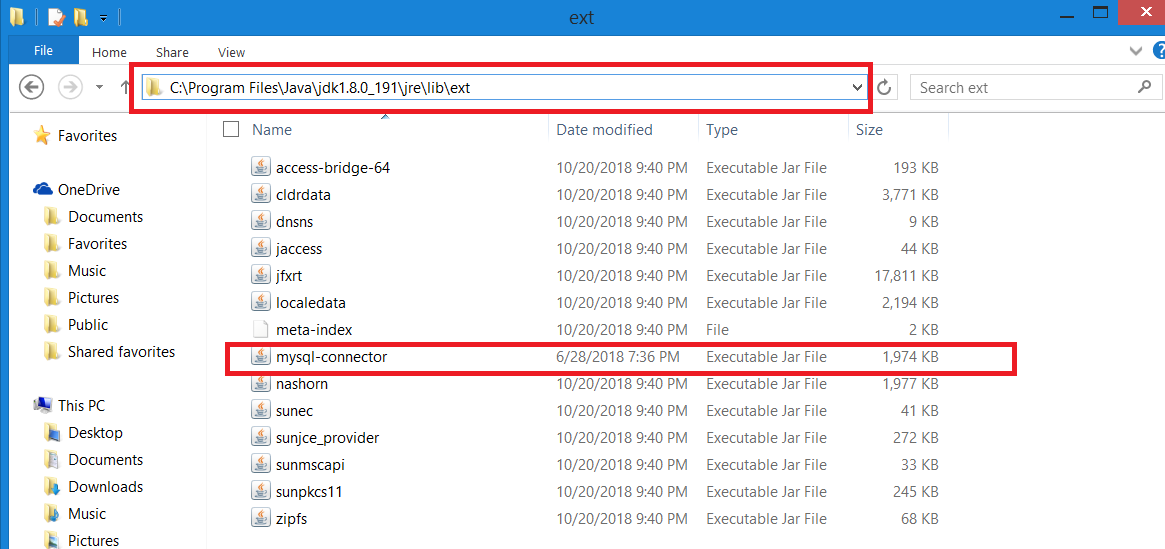 ext
File Home Share View
C:\Program Files\Java\jdk1.8.0_191\jre\lib\ext Search ext
Name Date modified Type Size
Favorites
OneDrive
Documents
Favorites
Music
Pictures
Public
Shared favorites
This PC
Desktop
Documents
Downloads
Music
Pictures
access-bridge-64 10/20/2018 9:40 PM Executable Jar File 193 KB
cldrdata 10/20/2018 9:40 PM Executable Jar File 3,771 KB
dnsns 10/20/2018 9:40 PM Executable Jar File 9 KB
jaccess 10/20/2018 9:40 PM Executable Jar File 44 KB
jfxrt 10/20/2018 9:40 PM Executable Jar File 17,811 KB
localedata 10/20/2018 9:40 PM Executable Jar File 2,194 KB
meta-index 10/20/2018 9:40 PM File 2 KB
mysql-connector 6/28/2018 7:36 PM Executable Jar File 1,974 KB
nashorn 10/20/2018 9:40 PM Executable Jar File 1,977 KB
sunec 10/20/2018 9:40 PM Executable Jar File 41 KB
sunjce_provider 10/20/2018 9:40 PM Executable Jar File 272 KB
sunmscapi 10/20/2018 9:40 PM Executable Jar File 33 KB
sunpkcs11 10/20/2018 9:40 PM Executable Jar File 245 KB
zipfs 10/20/2018 9:40 PM Executable Jar File 68 KB